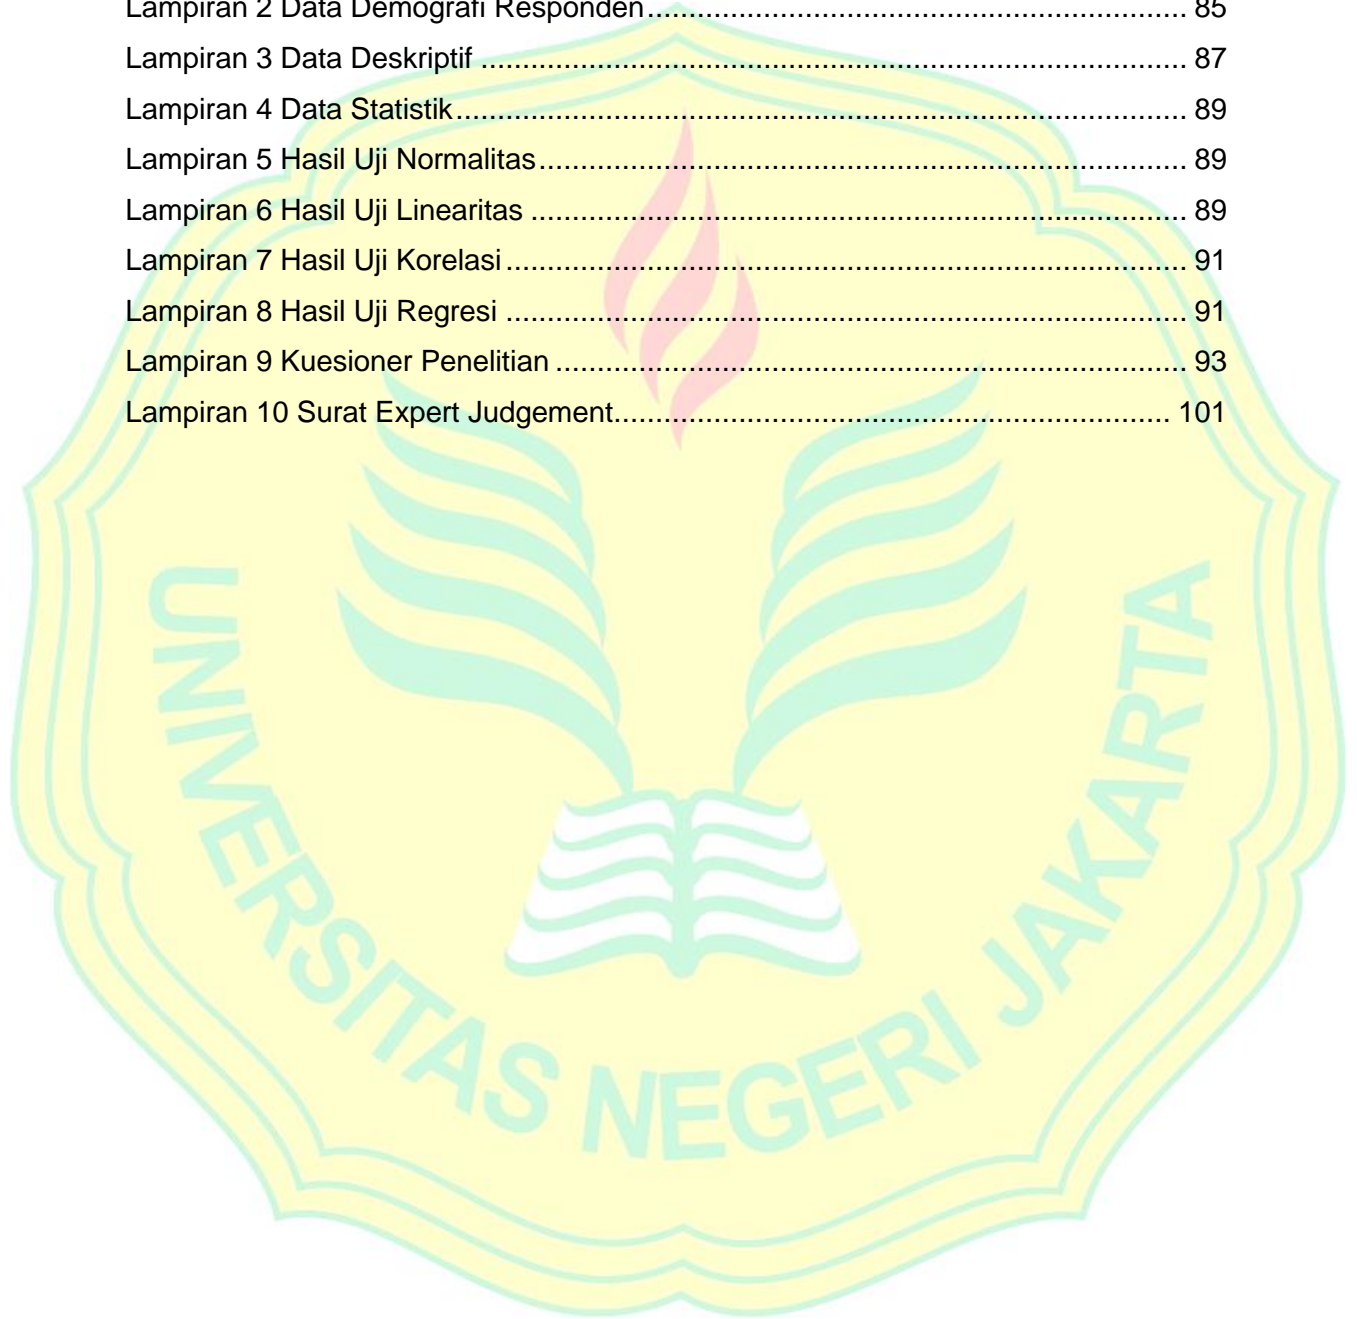 Lampiran 2 Data Demografi Responden................................................................. 85
Lampiran 3 Data Deskriptif ..................................................................................... 87
Lampiran 4 Data Statistik........................................................................................ 89
Lampiran 5 Hasil Uji Normalitas.............................................................................. 89
Lampiran 6 Hasil Uji Linearitas ............................................................................... 89
Lampiran 7 Hasil Uji Korelasi.................................................................................. 91
Lampiran 8 Hasil Uji Regresi .................................................................................. 91
Lampiran 9 Kuesioner Penelitian ............................................................................ 93
Lampiran 10 Surat Expert Judgement................................................................... 101
UNIVERSITAS NEGERI JAKARTA